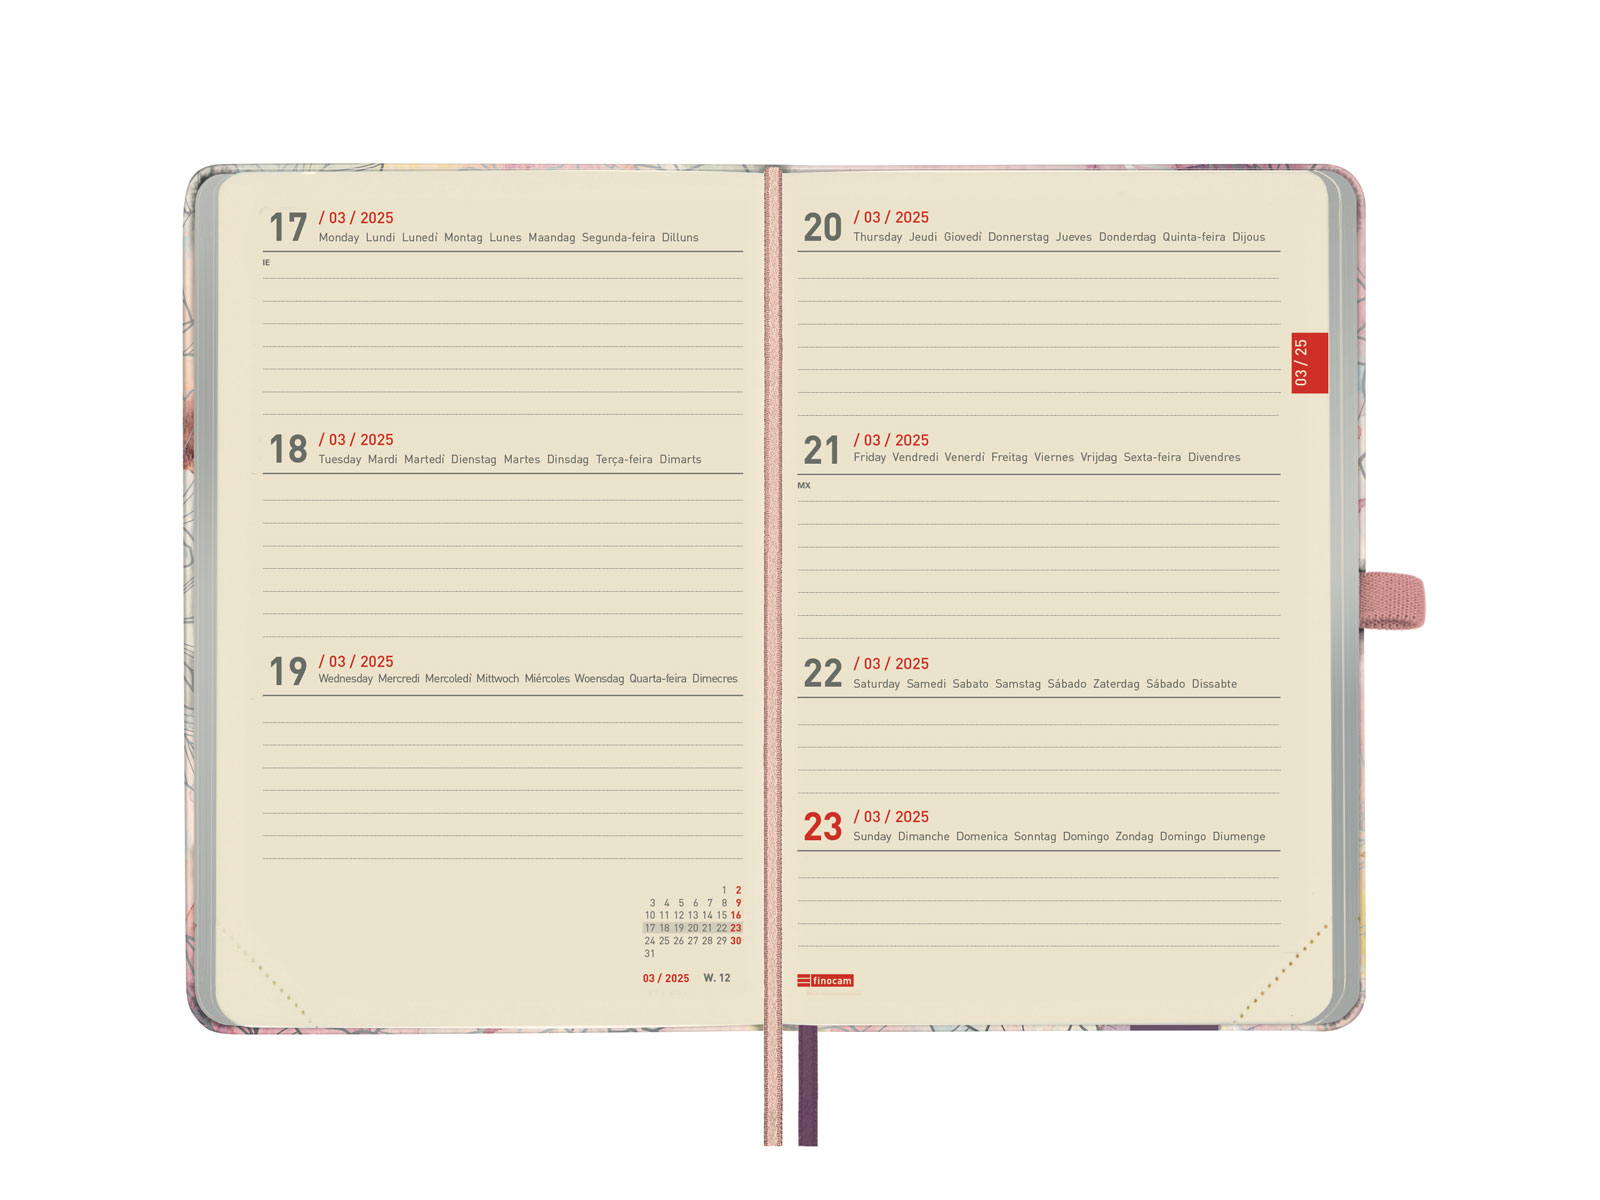 17 / 03 / 2025
Monday Lundi Lunedì Montag Lunes Maandag Segunda-feira Dilluns
IE
18 / 03 / 2025
Tuesday Mardi Martedì Dienstag Martes Dinsdag Terça-feira Dimarts
19 / 03 / 2025
Wednesday Mercredi Mercoledì Mittwoch Miércoles Woensdag Quarta-feira Dimecres
1 2
3 4 5 6 7 8 9
10 11 12 13 14 15 16
17 18 19 20 21 22 23
24 25 26 27 28 29 30
31
03 / 2025 W. 12
20 / 03 / 2025
Thursday Jeudi Giovedì Donnerstag Jueves Donderdag Quinta-feira Dijous
03 / 25
21 / 03 / 2025
Friday Vendredi Venerdì Freitag Viernes Vrijdag Sexta-feira Divendres
MX
22 / 03 / 2025
Saturday Samedi Sabato Samstag Sábado Zaterdag Sábado Dissabte
23 / 03 / 2025
Sunday Dimanche Domenica Sonntag Domingo Zondag Domingo Diumenge
finocam